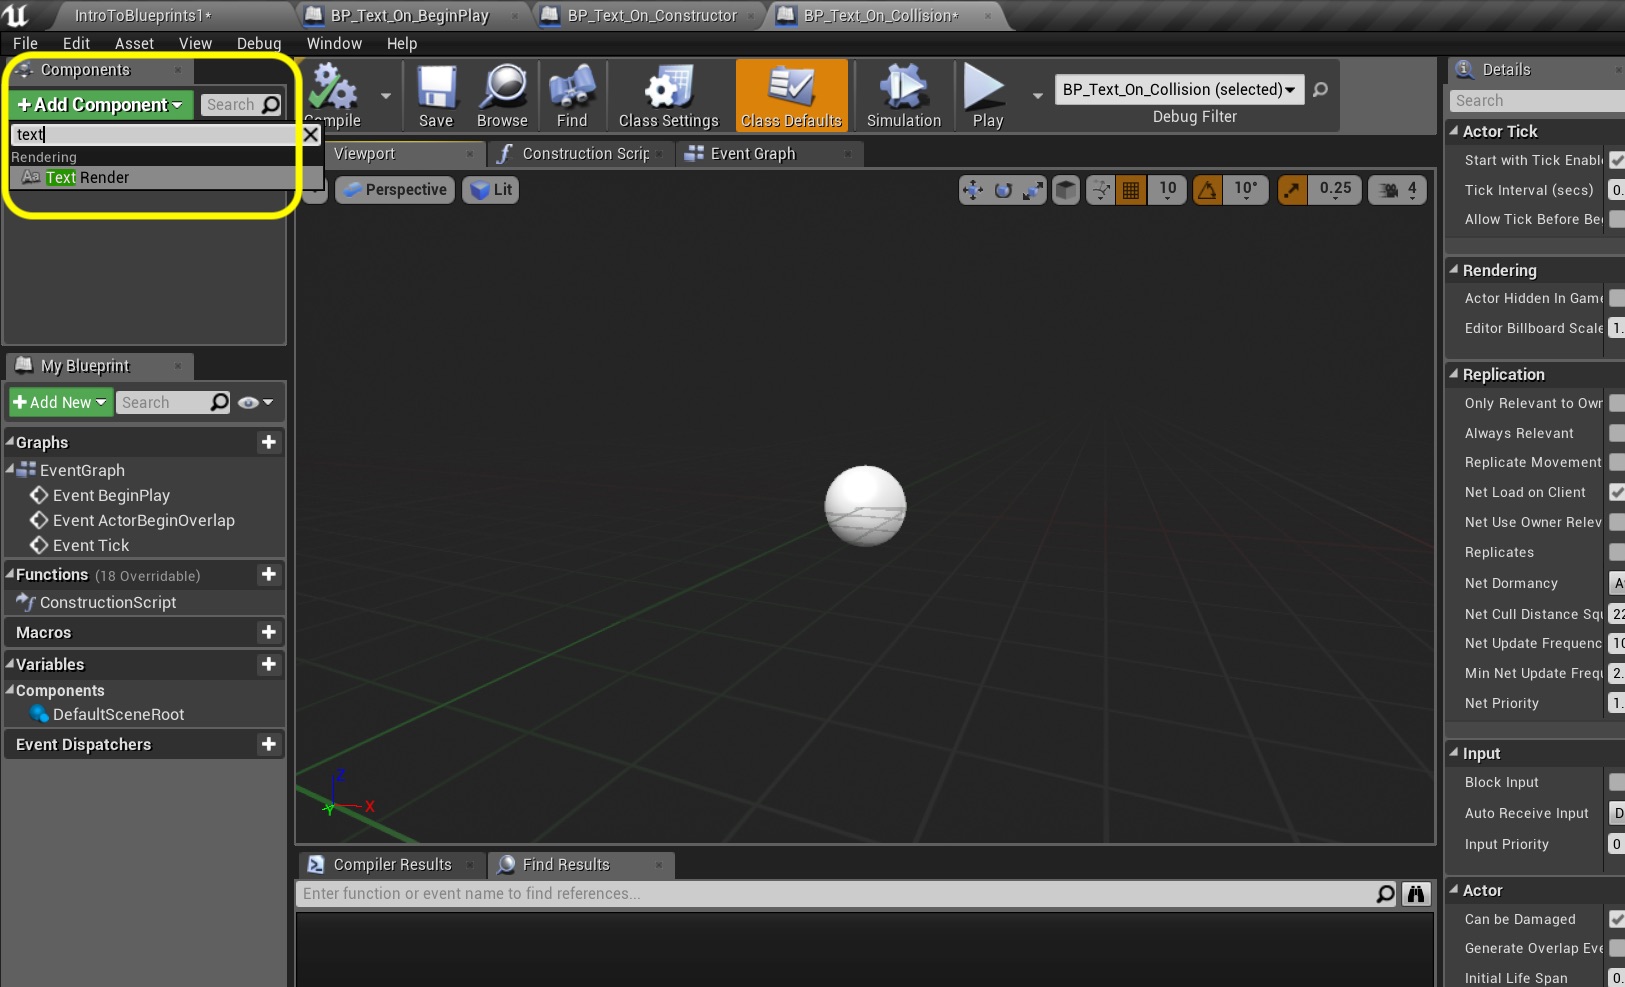 IntroToBlueprints1*
BP_Text_On_BeginPlay
BP_Text_On_Constructor
BP_Text_On_Collision*
File Edit Asset View Debug Window Help
Components
+Add Component
Search
text
Rendering
Text Render
mpile
Save
Browse
Find
Class Settings
Class Defaults
Simulation
Play
BP_Text_On_Collision (selected)
Debug Filter
Viewport
Construction Scrip
Event Graph
Perspective
Lit
10
10°
0.25
4
Z
X
Y
My Blueprint
+Add New
Search
Graphs
EventGraph
Event BeginPlay
Event ActorBeginOverlap
Event Tick
Functions (18 Overridable)
ConstructionScript
Macros
Variables
Components
DefaultSceneRoot
Event Dispatchers
Compiler Results
Find Results
Enter function or event name to find references...
Details
Search
Actor Tick
Start with Tick Enabl
Tick Interval (secs) 0.
Allow Tick Before Be
Rendering
Actor Hidden In Game
Editor Billboard Scale 1.
Replication
Only Relevant to Owr
Always Relevant
Replicate Movement
Net Load on Client
Net Use Owner Relev
Replicates
Net Dormancy
Net Cull Distance Squ 22
Net Update Frequenc 10
Min Net Update Frequ 2.
Net Priority 1.
Input
Block Input
Auto Receive Input D
Input Priority 0
Actor
Can be Damaged
Generate Overlap Eve
Initial Life Span 0.